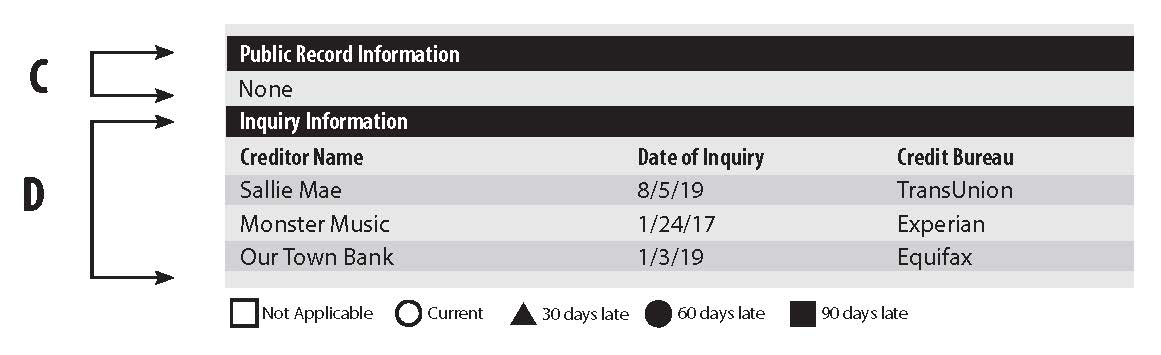 C
Public Record Information
None
D
Inquiry Information
Creditor Name Date of Inquiry Credit Bureau
Sallie Mae 8/5/19 TransUnion
Monster Music 1/24/17 Experian
Our Town Bank 1/3/19 Equifax
Not Applicable Current 30 days late 60 days late 90 days late